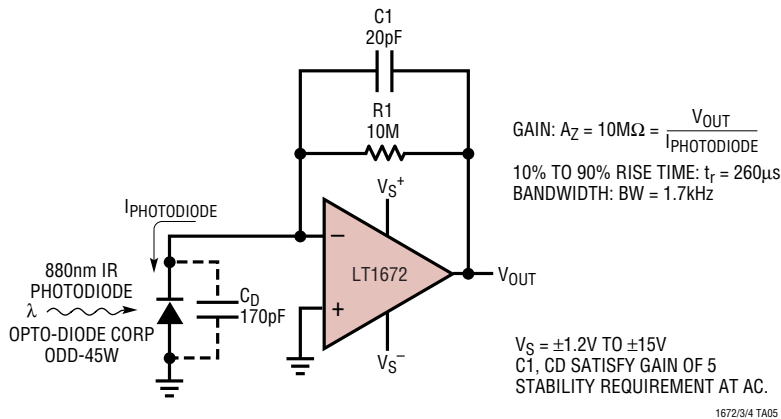 C1
20pF
R1
10M
GAIN: AZ = 10MΩ = VOUT / IPHOTODIODE
10% TO 90% RISE TIME: tr = 260µs
BANDWIDTH: BW = 1.7kHz
VS+
IPHOTODIODE
–
LT1672
VOUT
+
880nm IR
PHOTODIODE
λ
OPTO-DIODE CORP
ODD-45W
CD
170pF
VS–
VS = ±1.2V TO ±15V
C1, CD SATISFY GAIN OF 5
STABILITY REQUIREMENT AT AC.
1672/3/4 TA05